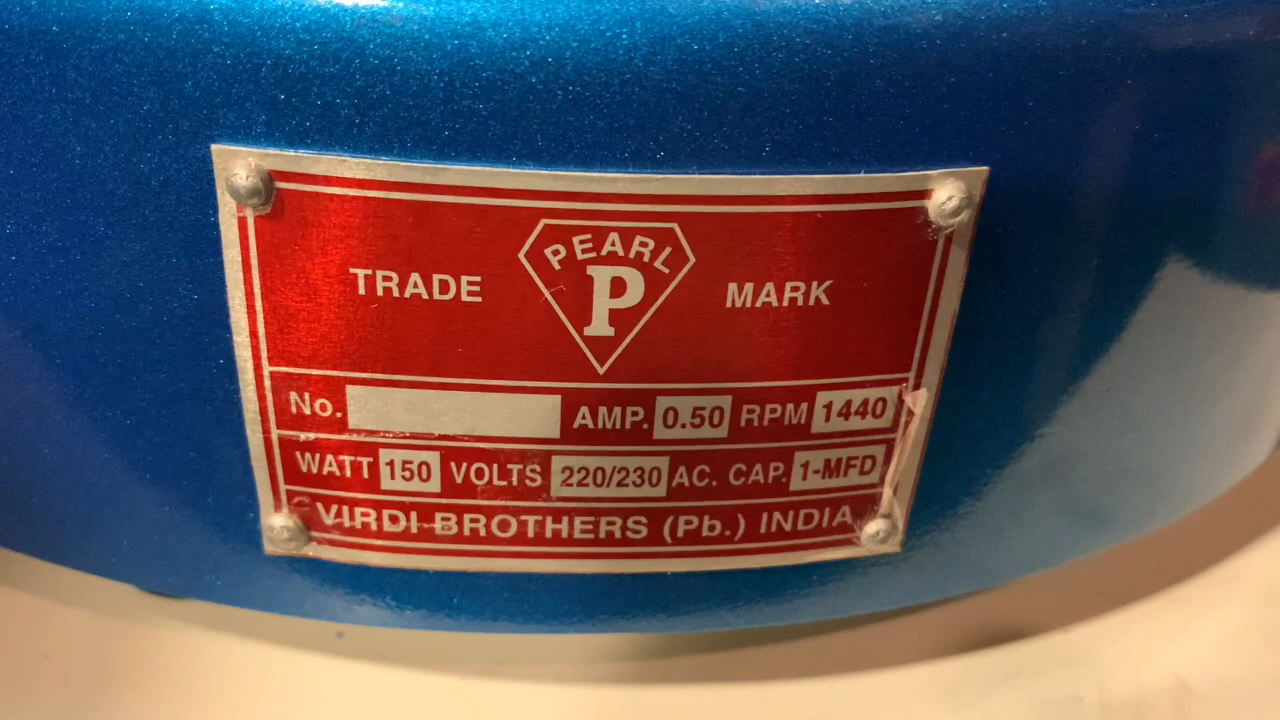 PEARL
TRADE P MARK
No. AMP. 0.50 RPM 1440
WATT 150 VOLTS 220/230 AC. CAP. 1-MFD
VIRDI BROTHERS (Pb.) INDIA